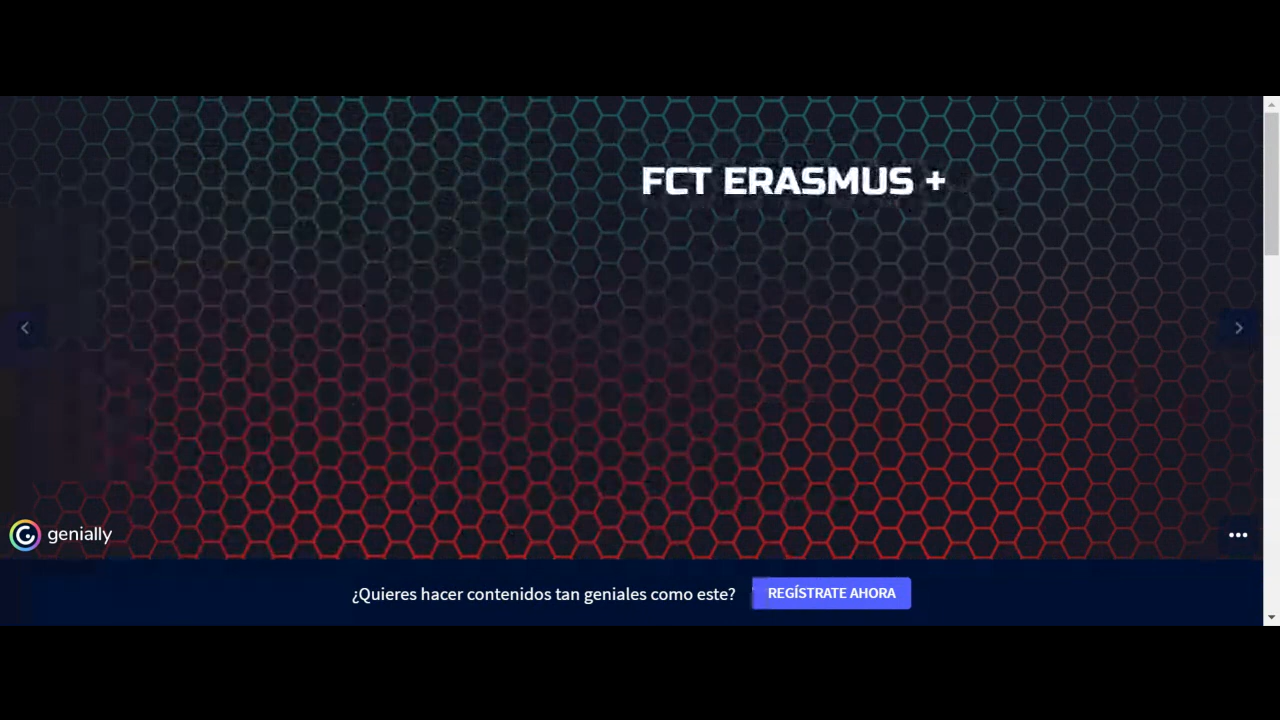 FCT ERASMUS +
genially
¿Quieres hacer contenidos tan geniales como este? REGÍSTRATE AHORA